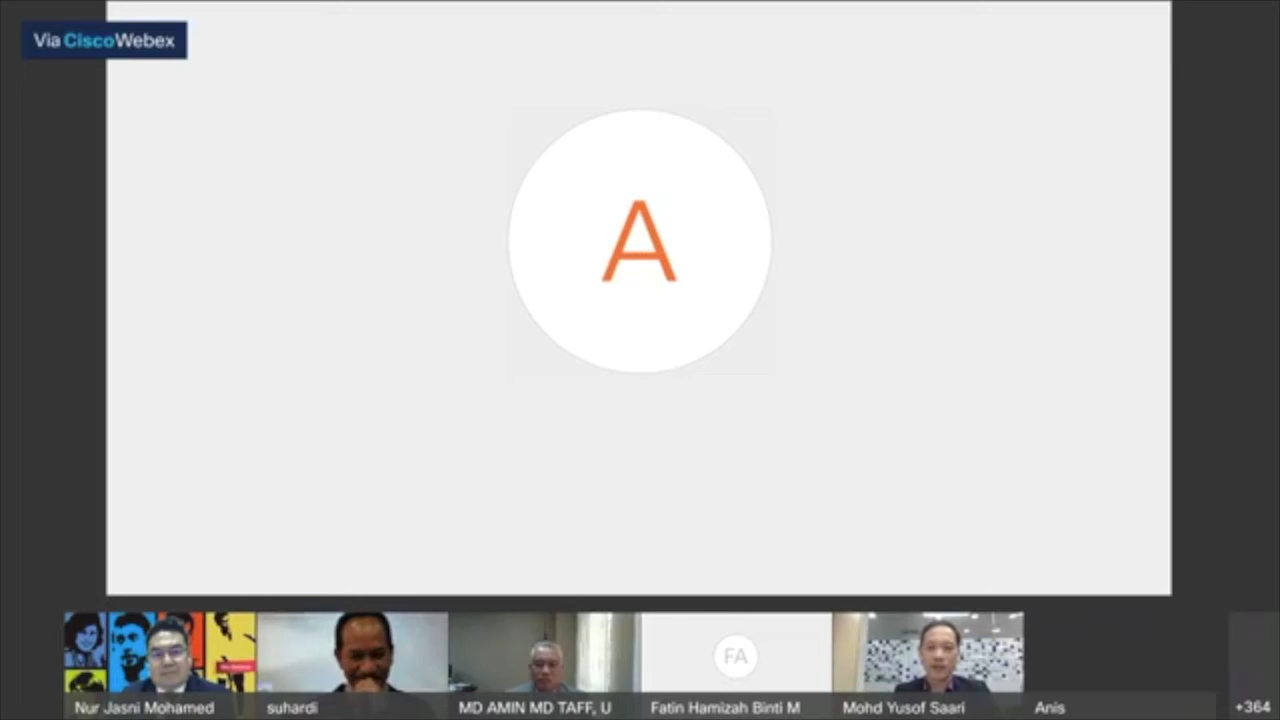 Via CiscoWebex
A
FA
Nur Jasni Mohamed
suhardi
MD AMIN MD TAFF, U
Fatin Hamizah Binti M
Mohd Yusof Saari
Anis
+364